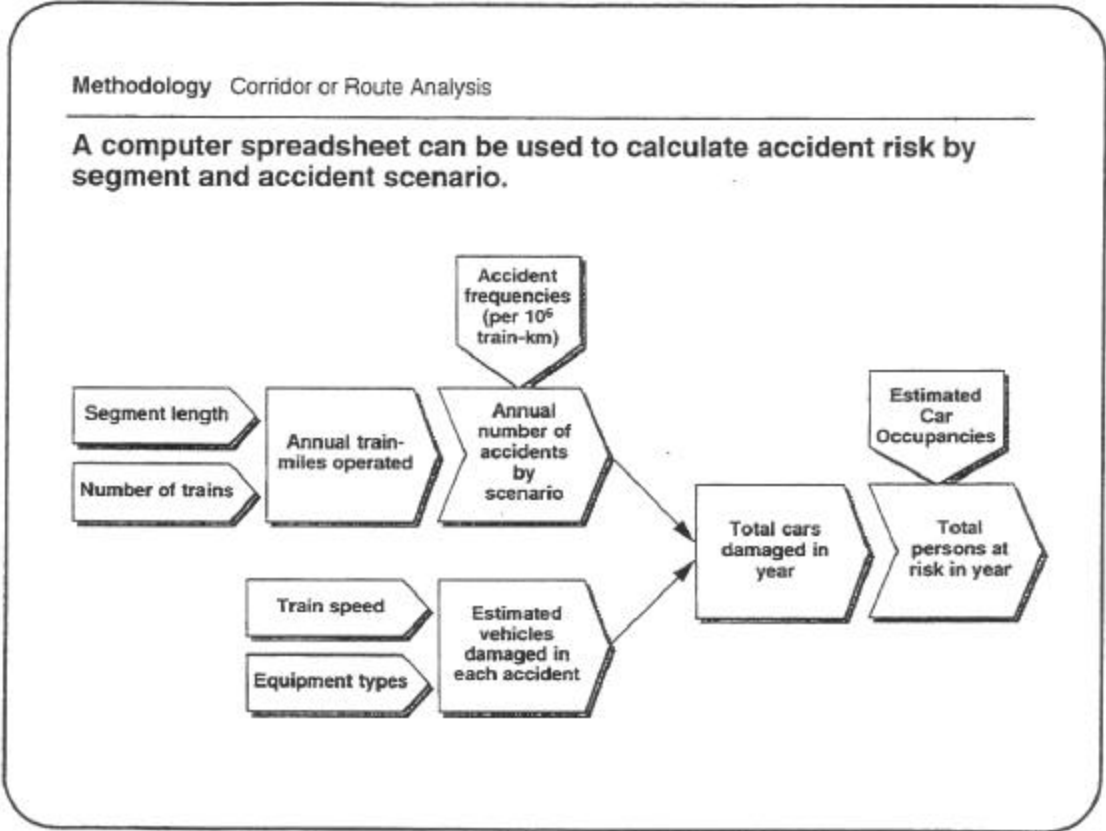 Methodology Corridor or Route Analysis
A computer spreadsheet can be used to calculate accident risk by
segment and accident scenario.
Accident
frequencies
(per 10⁶
train-km)
Segment length
Number of trains
Annual train-
miles operated
Annual
number of
accidents
by
scenario
Estimated
Car
Occupancies
Train speed
Equipment types
Estimated
vehicles
damaged in
each accident
Total cars
damaged in
year
Total
persons at
risk in year